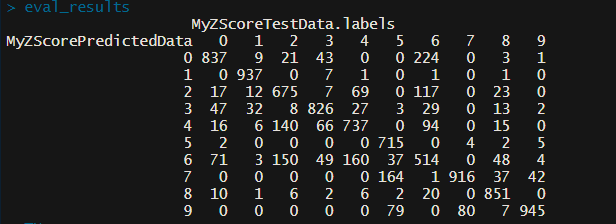 > eval_results
MyZScoreTestData.labels
MyZScorePredictedData 0 1 2 3 4 5 6 7 8 9
0 837 9 21 43 0 0 224 0 3 1
1 0 937 0 7 1 0 1 0 1 0
2 17 12 675 7 69 0 117 0 23 0
3 47 32 8 826 27 3 29 0 13 2
4 16 6 140 66 737 0 94 0 15 0
5 2 0 0 0 0 715 0 4 2 5
6 71 3 150 49 160 37 514 0 48 4
7 0 0 0 0 0 164 1 916 37 42
8 10 1 6 2 6 2 20 0 851 0
9 0 0 0 0 0 79 0 80 7 945